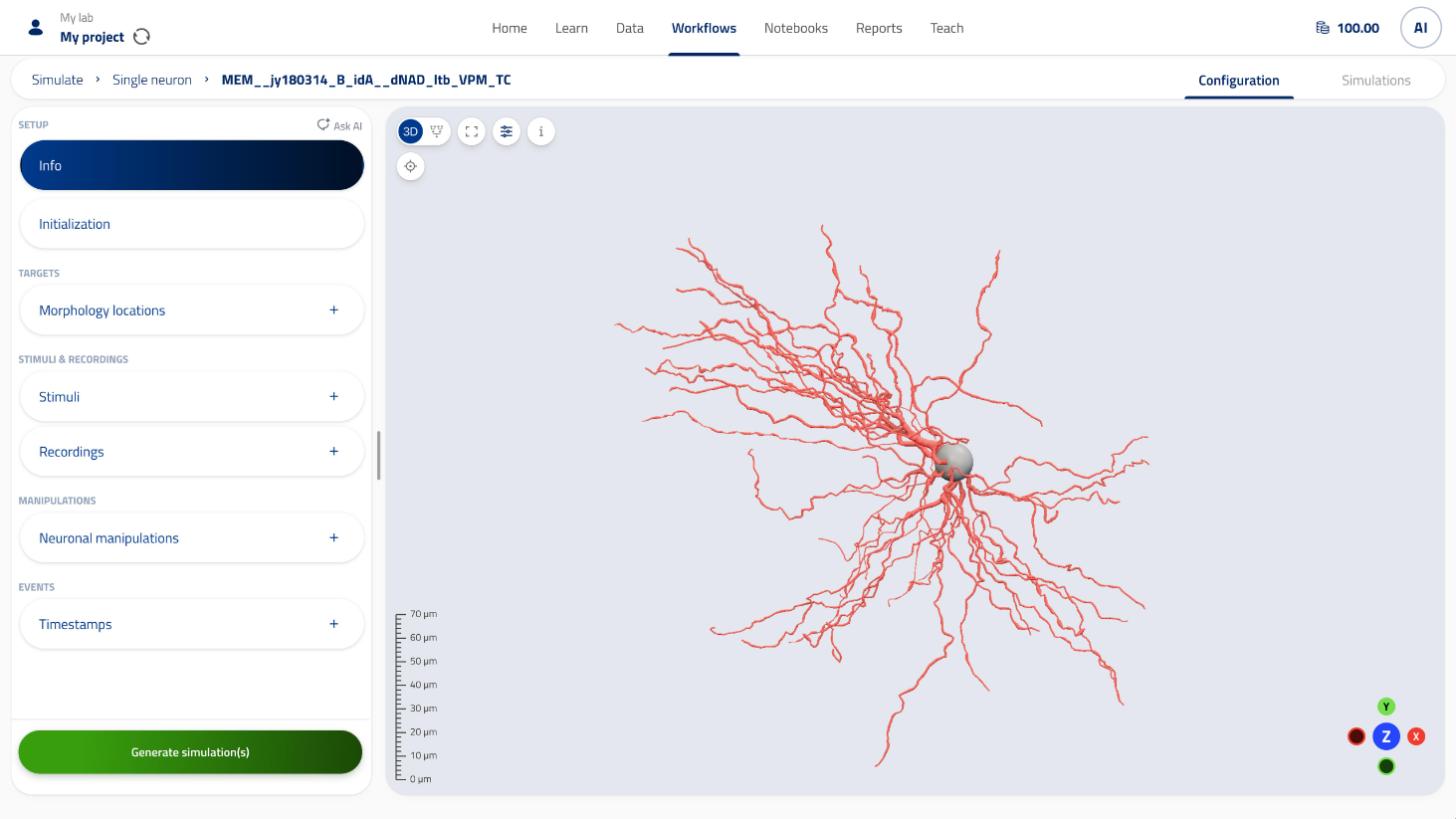 My lab
My project
Home
Learn
Data
Workflows
Notebooks
Reports
Teach
100.00
AI
Simulate
Single neuron
MEM__jy180314_B_idA__dNAD_ltb_VPM_TC
Configuration
Simulations
SETUP
Ask AI
Info
Initialization
TARGETS
Morphology locations +
STIMULI & RECORDINGS
Stimuli +
Recordings +
MANIPULATIONS
Neuronal manipulations +
EVENTS
Timestamps +
Generate simulation(s)
3D
i
70 µm
60 µm
50 µm
40 µm
30 µm
20 µm
10 µm
0 µm
Y
Z
X